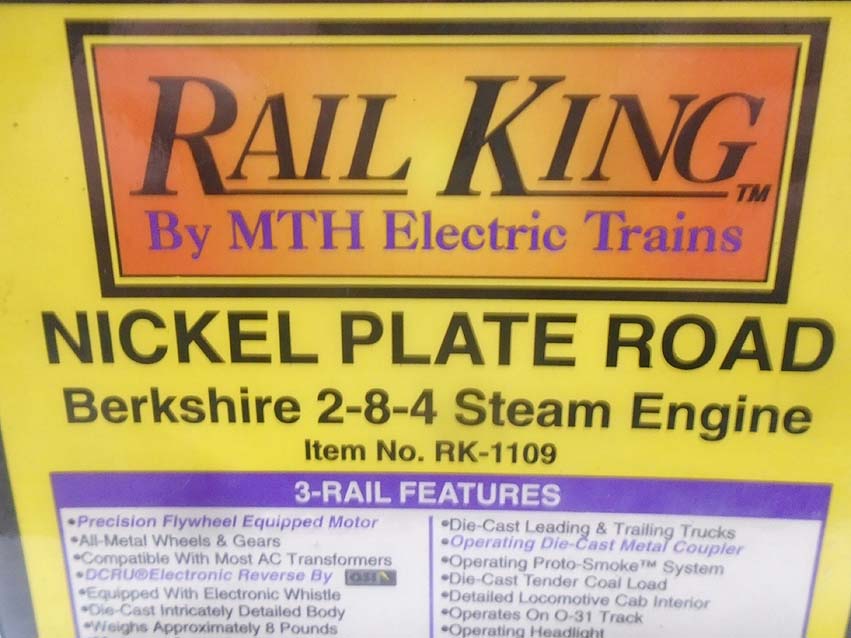 RAIL KING TM
By MTH Electric Trains
NICKEL PLATE ROAD
Berkshire 2-8-4 Steam Engine
Item No. RK-1109
3-RAIL FEATURES
•Precision Flywheel Equipped Motor
•All-Metal Wheels & Gears
•Compatible With Most AC Transformers
•DCRU®Electronic Reverse By QSI
•Equipped With Electronic Whistle
•Die-Cast Intricately Detailed Body
•Weighs Approximately 8 Pounds
•Die-Cast Leading & Trailing Trucks
•Operating Die-Cast Metal Coupler
•Operating Proto-Smoke™ System
•Die-Cast Tender Coal Load
•Detailed Locomotive Cab Interior
•Operates On O-31 Track
•Operating Headlight